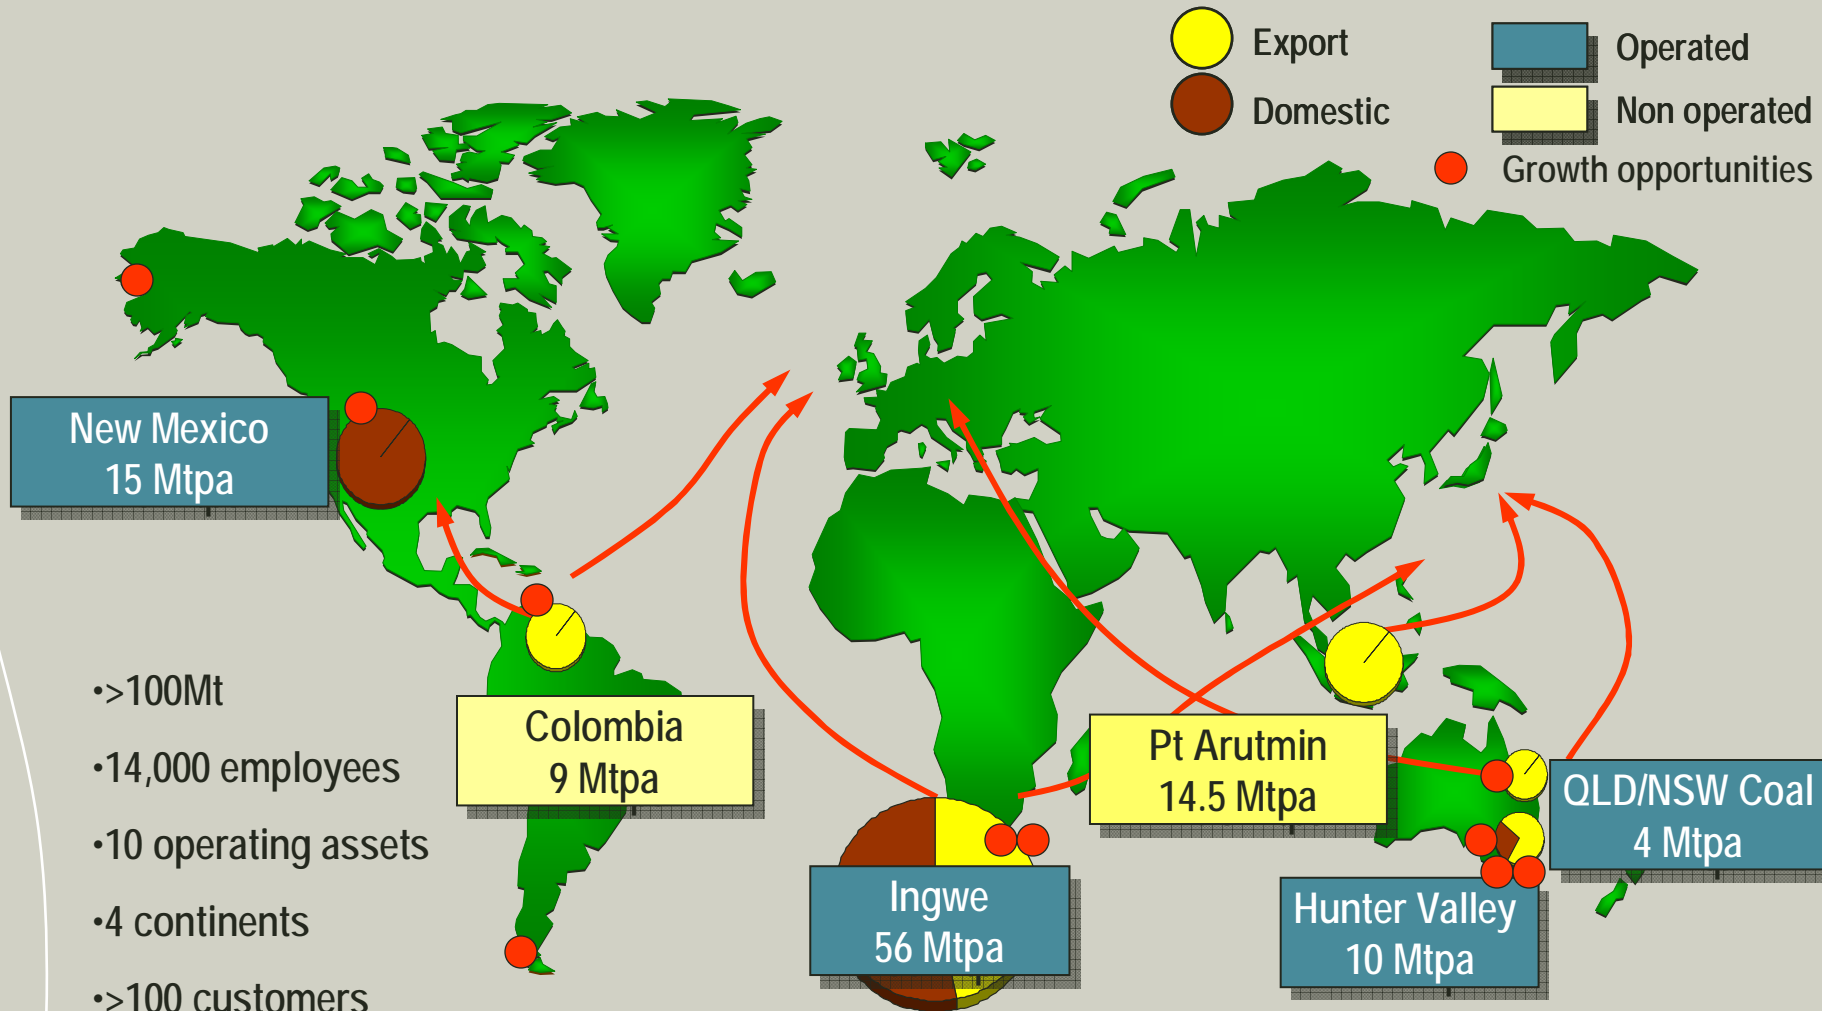 Export
Domestic
Operated
Non operated
Growth opportunities
New Mexico
15 Mtpa
Colombia
9 Mtpa
Pt Arutmin
14.5 Mtpa
QLD/NSW Coal
4 Mtpa
Ingwe
56 Mtpa
Hunter Valley
10 Mtpa
•>100Mt
•14,000 employees
•10 operating assets
•4 continents
•>100 customers